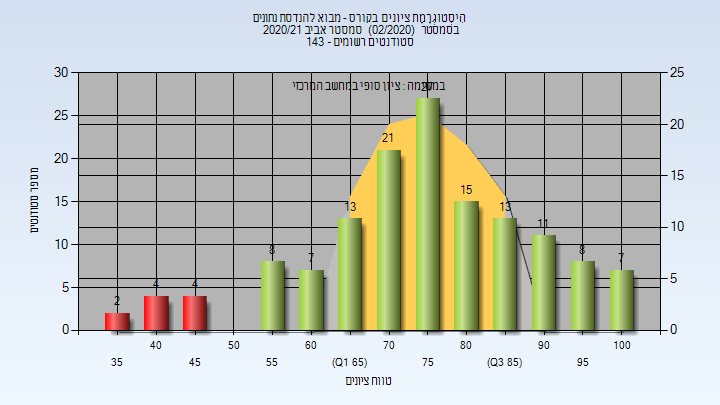 היסטוגרמת ציונים בקורס - מבוא להנדסת נתונים
בסמסטר (02/2020) סמסטר אביב 2020/21
סטודנטים רשומים - 143
במשימה : ציון סופי במחשב המרכזי
מספר סטודנטים
30 25 20 15 10 5 0
25 20 15 10 5 0
2 4 4 8 7 13 21 27 15 13 11 8 7
40 50 60 70 80 90 100
35 45 55 (Q1 65) 75 (Q3 85) 95
טווח ציונים